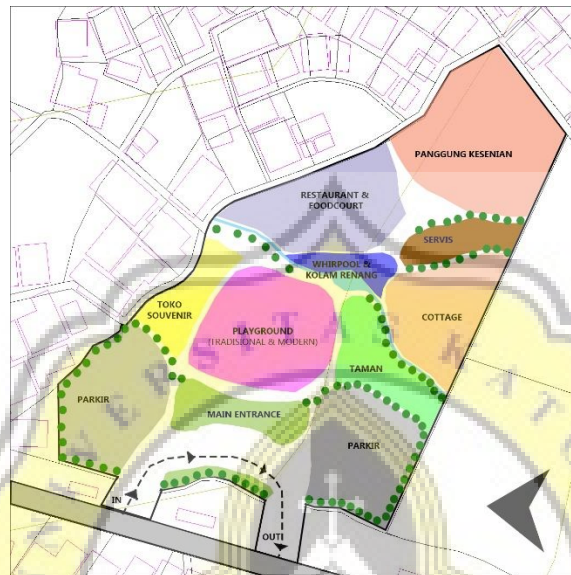 PANGGUNG KESENIAN
RESTAURANT &
FOODCOURT
SERVIS
WHIRPOOL &
KOLAM RENANG
TOKO
SOUVENIR
COTTAGE
PLAYGROUND
(TRADISIONAL & MODERN)
TAMAN
PARKIR
MAIN ENTRANCE
PARKIR
IN
OUT